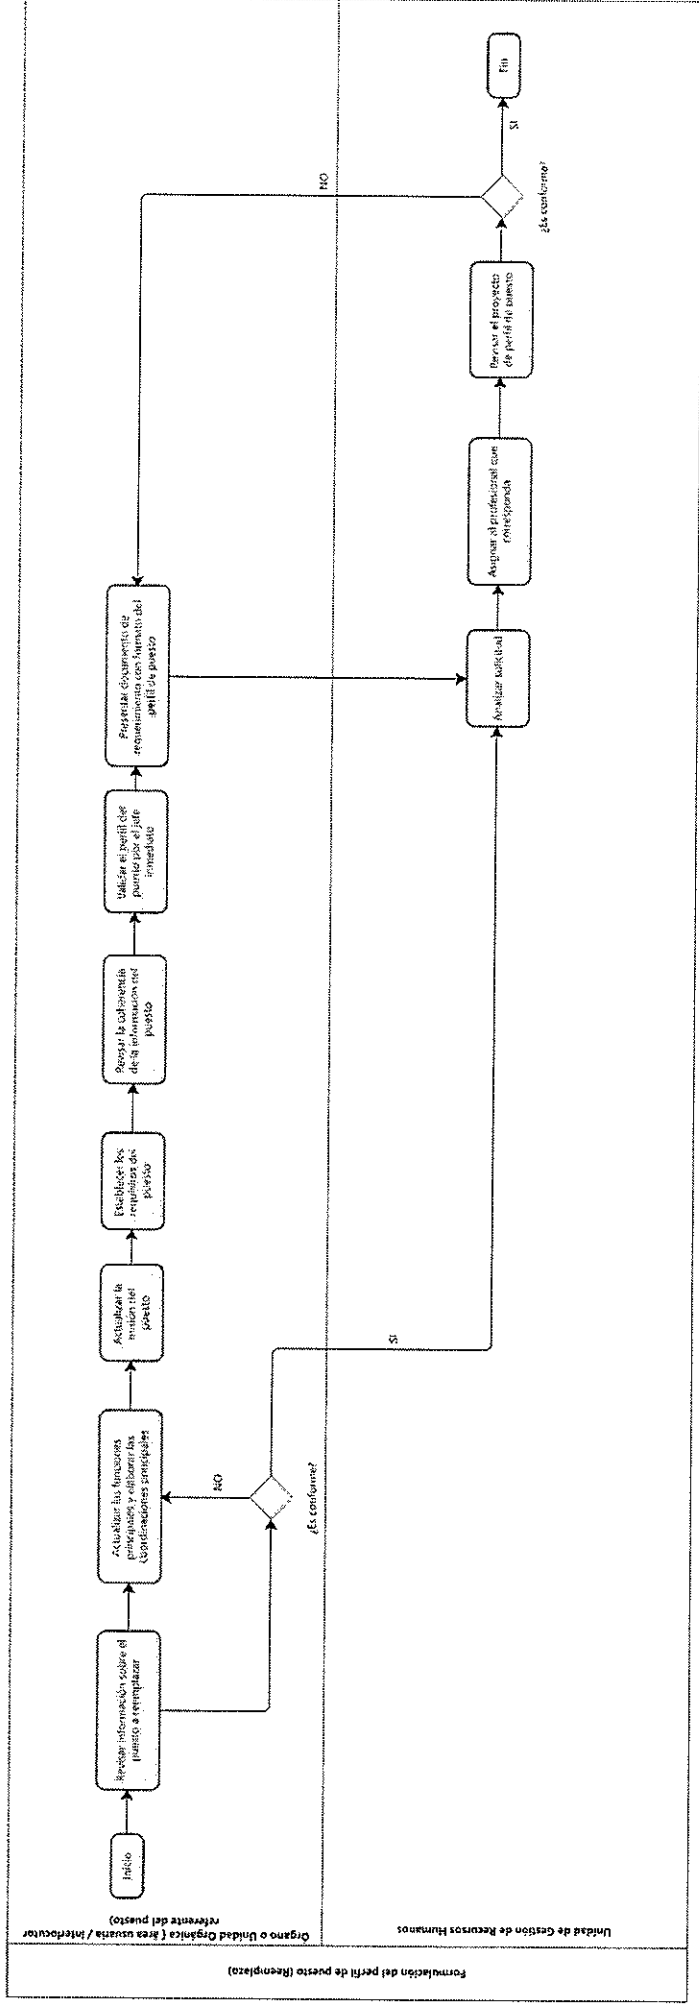 Formulación del perfil de puesto (Reemplazo)
Órgano o Unidad Orgánica ( área usuaria / interlocutor
referente del puesto)
Inicio
Revisar información sobre el
puesto a reemplazar
¿Es conforme?
NO
SI
Actualizar las funciones
principales y elaborar las
coordinaciones principales
Actualizar la
misión del
puesto
Establecer los
requisitos del
puesto
Revisar la coherencia
de la información del
puesto
Validar el perfil del
puesto por el jefe
inmediato
Presentar documento de
requerimiento con formato del
perfil de puesto
Unidad de Gestión de Recursos Humanos
Analizar solicitud
Asignar al profesional que
corresponda
Revisar el proyecto
de perfil de puesto
¿Es conforme?
NO
SI
Fin